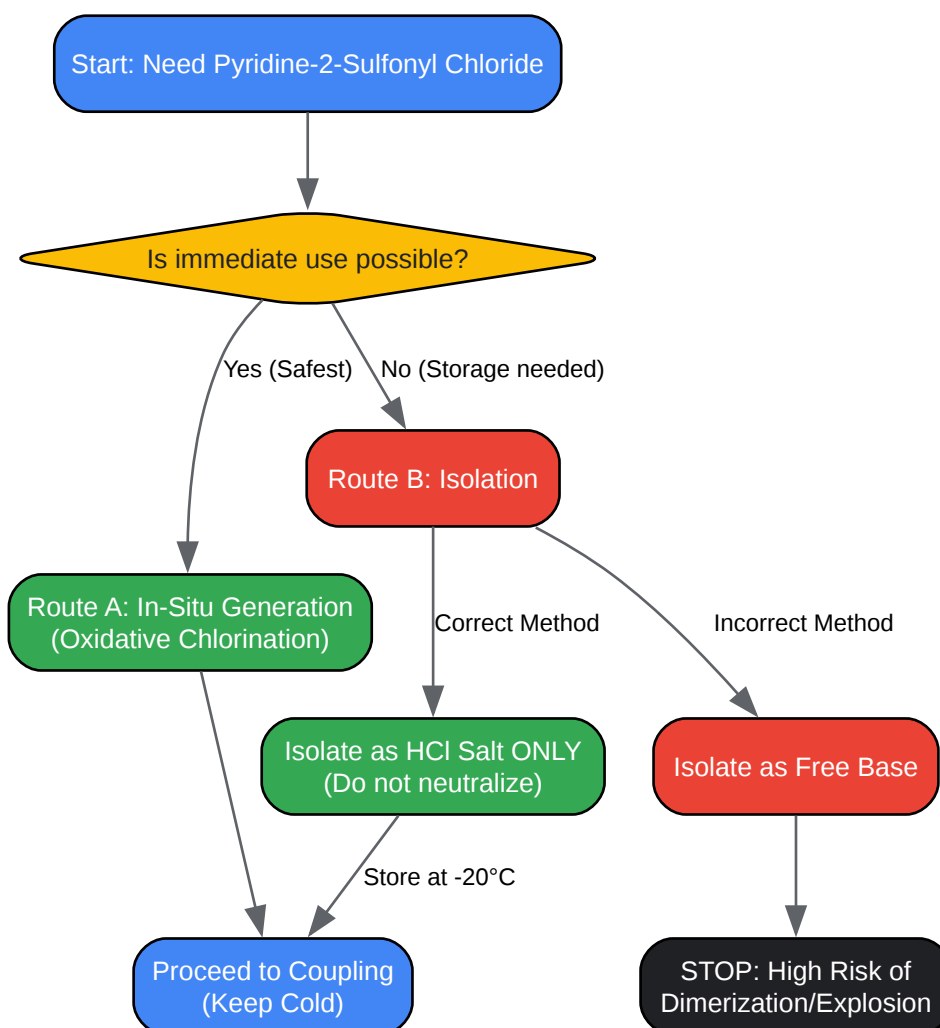 Start: Need Pyridine-2-Sulfonyl Chloride
Is immediate use possible?
Yes (Safest)
No (Storage needed)
Route B: Isolation
Route A: In-Situ Generation
(Oxidative Chlorination)
Correct Method
Incorrect Method
Isolate as HCl Salt ONLY
(Do not neutralize)
Isolate as Free Base
Store at -20°C
Proceed to Coupling
(Keep Cold)
STOP: High Risk of
Dimerization/Explosion